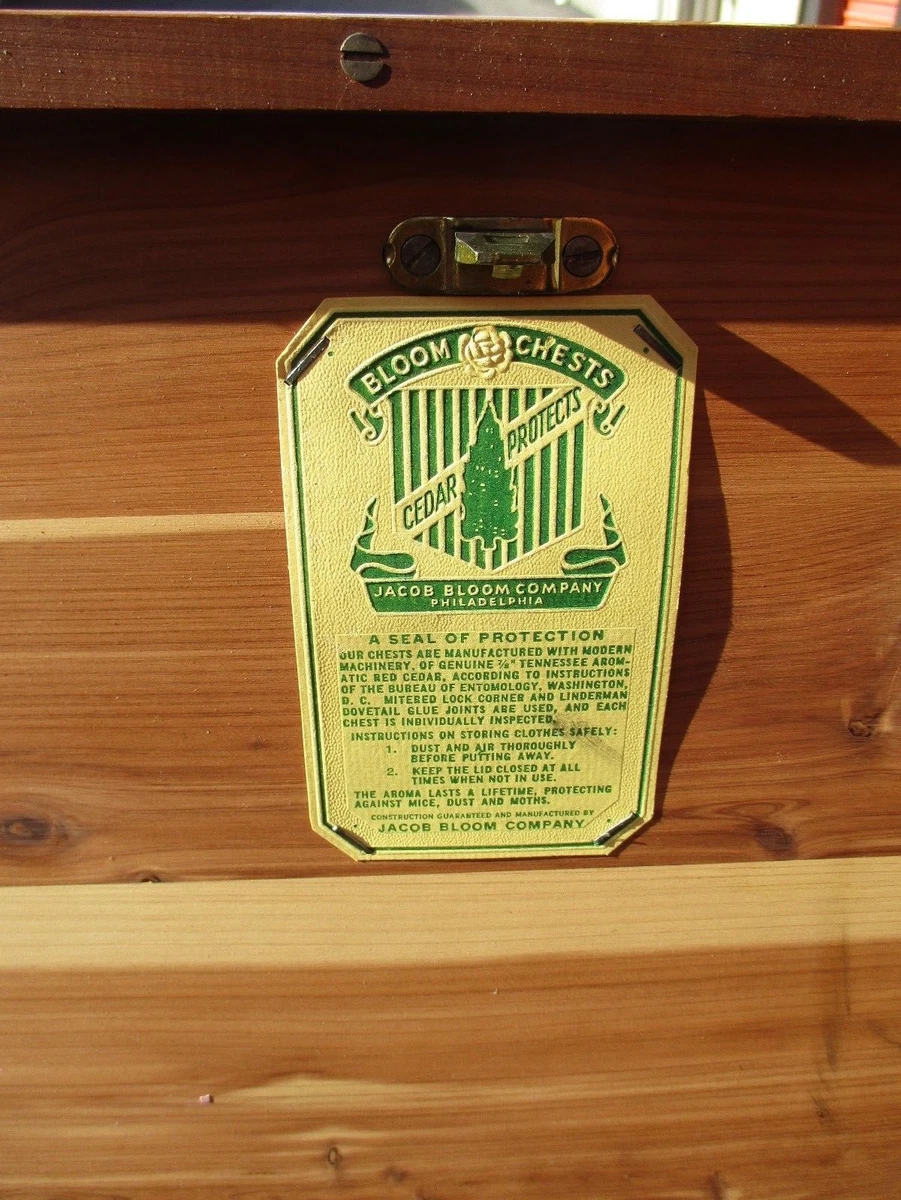 BLOOM CHESTS
CEDAR PROTECTS
JACOB BLOOM COMPANY
PHILADELPHIA
A SEAL OF PROTECTION
OUR CHESTS ARE MANUFACTURED WITH MODERN
MACHINERY, OF GENUINE ⅞" TENNESSEE AROM-
ATIC RED CEDAR, ACCORDING TO INSTRUCTIONS
OF THE BUREAU OF ENTOMOLOGY, WASHINGTON,
D. C. MITERED LOCK CORNER AND LINDERMAN
DOVETAIL GLUE JOINTS ARE USED, AND EACH
CHEST IS INDIVIDUALLY INSPECTED.
INSTRUCTIONS ON STORING CLOTHES SAFELY:
1. DUST AND AIR THOROUGHLY
BEFORE PUTTING AWAY.
2. KEEP THE LID CLOSED AT ALL
TIMES WHEN NOT IN USE.
THE AROMA LASTS A LIFETIME, PROTECTING
AGAINST MICE, DUST AND MOTHS.
CONSTRUCTION GUARANTEED AND MANUFACTURED BY
JACOB BLOOM COMPANY